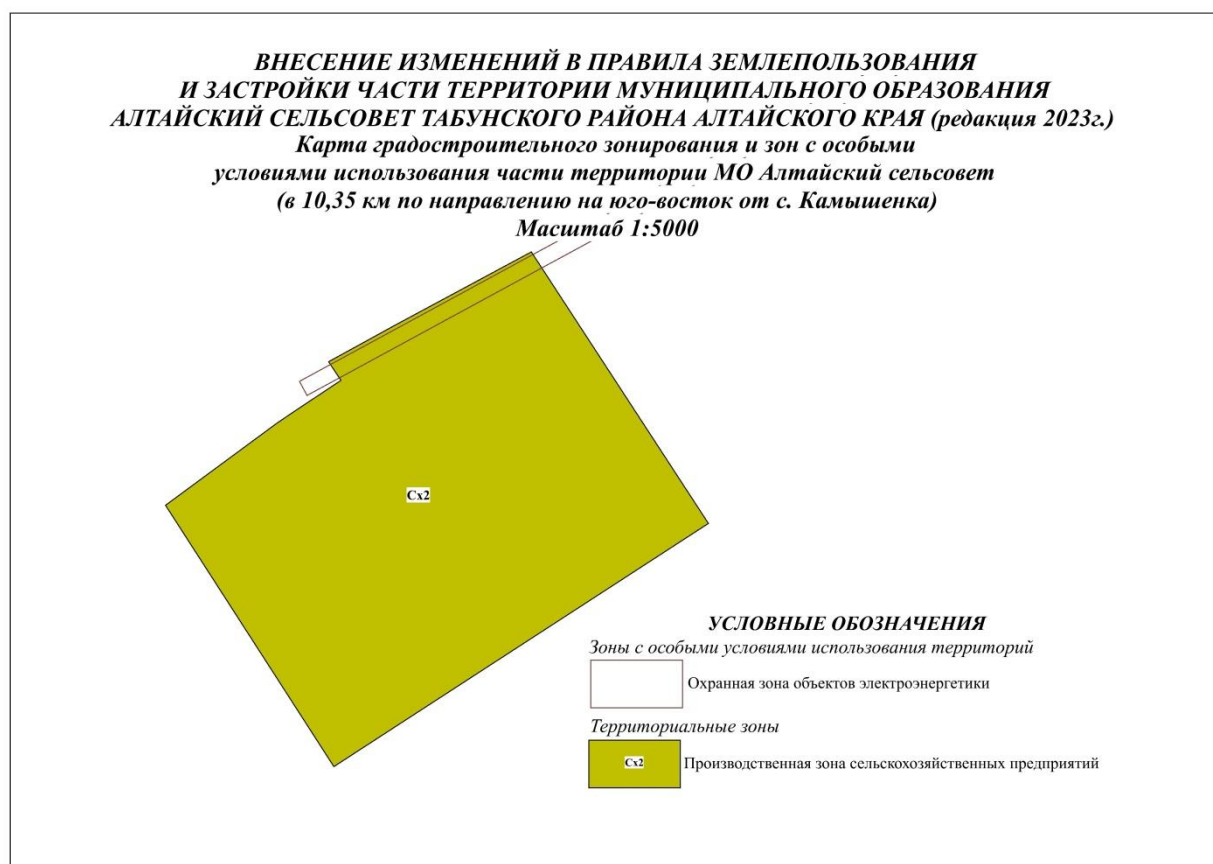 ВНЕСЕНИЕ ИЗМЕНЕНИЙ В ПРАВИЛА ЗЕМЛЕПОЛЬЗОВАНИЯ
И ЗАСТРОЙКИ ЧАСТИ ТЕРРИТОРИИ МУНИЦИПАЛЬНОГО ОБРАЗОВАНИЯ
АЛТАЙСКИЙ СЕЛЬСОВЕТ ТАБУНСКОГО РАЙОНА АЛТАЙСКОГО КРАЯ (редакция 2023г.)
Карта градостроительного зонирования и зон с особыми
условиями использования части территории МО Алтайский сельсовет
(в 10,35 км по направлению на юго-восток от с. Камышенка)
Масштаб 1:5000
Сх2
УСЛОВНЫЕ ОБОЗНАЧЕНИЯ
Зоны с особыми условиями использования территорий
Охранная зона объектов электроэнергетики
Территориальные зоны
Сх2 Производственная зона сельскохозяйственных предприятий